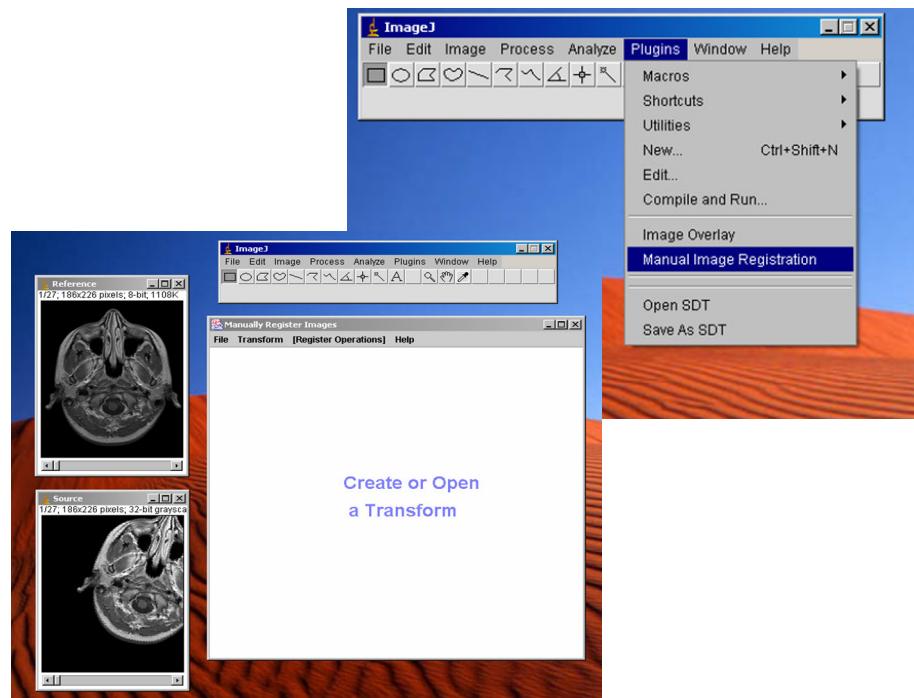 ImageJ
File Edit Image Process Analyze Plugins Window Help
Macros
Shortcuts
Utilities
New... Ctrl+Shift+N
Edit...
Compile and Run...
Image Overlay
Manual Image Registration
Open SDT
Save As SDT
ImageJ
File Edit Image Process Analyze Plugins Window Help
A
Reference
1/27; 186x226 pixels; 8-bit; 1108K
Manually Register Images
File Transform [Register Operations] Help
Create or Open
a Transform
Source
1/27; 186x226 pixels; 32-bit graysca